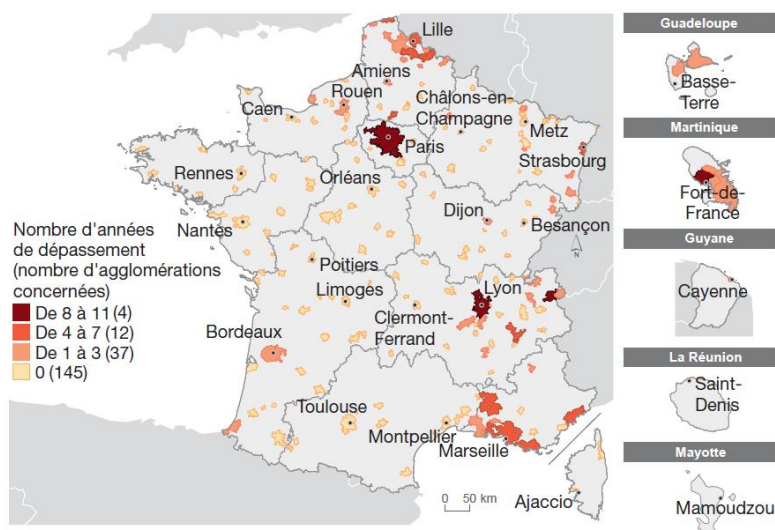 Lille
Amiens
Rouen
Caen
Châlons-en-
Champagne
Metz
Paris
Strasbourg
Rennes
Orléans
Nantes
Dijon
Besançon
N
Nombre d'années
de dépassement
(nombre d'agglomérations
concernées)
De 8 à 11 (4)
De 4 à 7 (12)
De 1 à 3 (37)
0 (145)
Poitiers
Limoges
Lyon
Clermont-
Ferrand
Bordeaux
Toulouse
Montpellier
Marseille
0 50 km
Ajaccio
Guadeloupe
Basse-
Terre
Martinique
Fort-de-
France
Guyane
Cayenne
La Réunion
Saint-
Denis
Mayotte
Mamoudzou